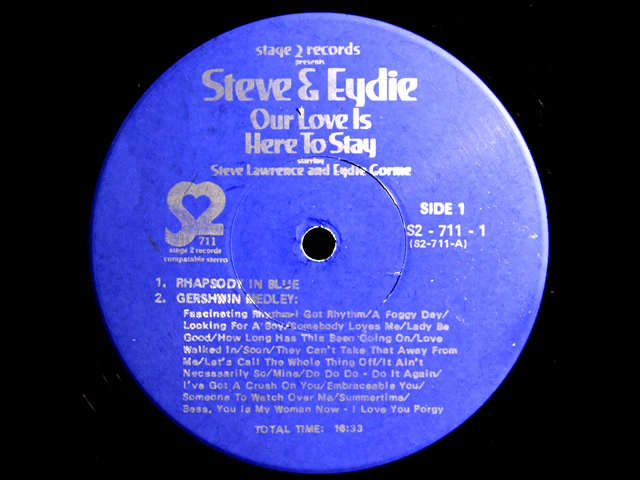 stage 2 records
presents
Steve & Eydie
Our Love Is
Here To Stay
starring
Steve Lawrence and Eydie Gorme
SIDE 1
S2 - 711 - 1
(S2-711-A)
S2
711
stage 2 records
compatable stereo
1. RHAPSODY IN BLUE
2. GERSHWIN MEDLEY:
Fascinating Rhythm-I Got Rhythm/A Foggy Day/
Looking For A Boy/Somebody Loves Me/Lady Be
Good/How Long Has This Been Going On/Love
Walked In/Soon/They Can't Take That Away From
Me/Let's Call The Whole Thing Off/It Ain't
Necessarily So/Mine/Do Do Do - Do It Again/
I've Got A Crush On You/Embraceable You/
Someone To Watch Over Me/Summertime/
Bess, You Is My Woman Now - I Love You Porgy
TOTAL TIME: 16:33